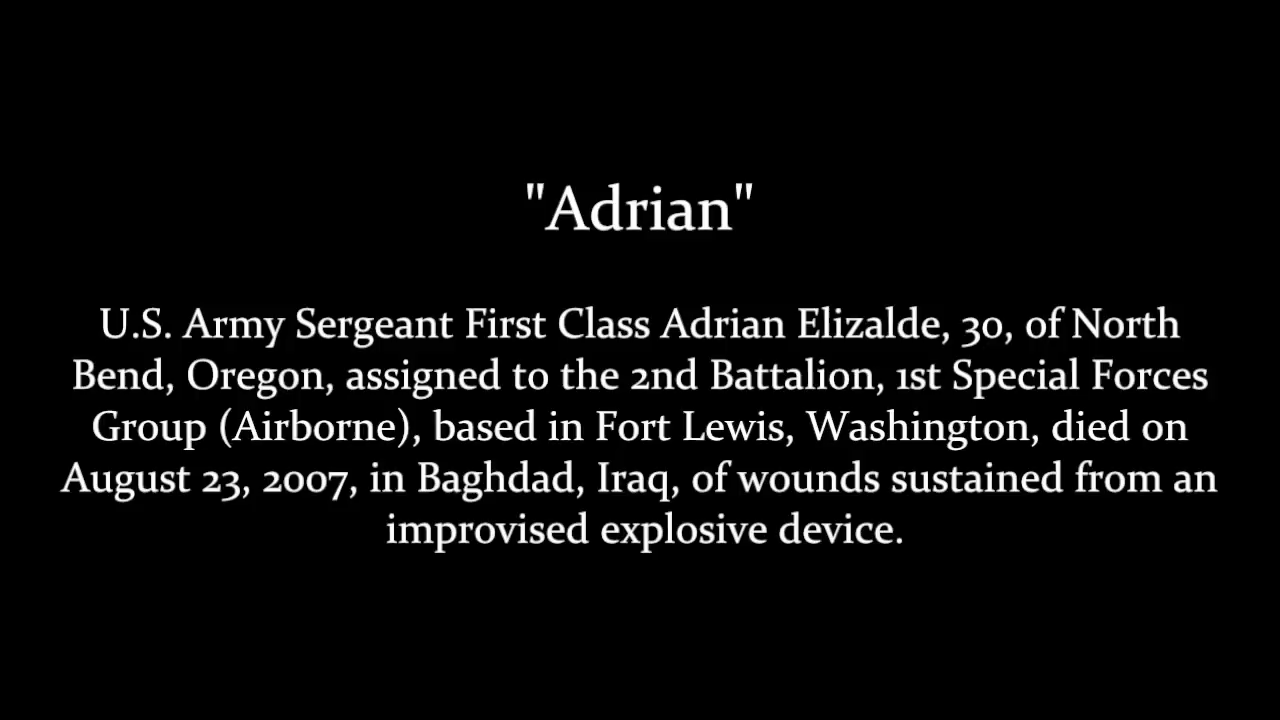 "Adrian"
U.S. Army Sergeant First Class Adrian Elizalde, 30, of North
Bend, Oregon, assigned to the 2nd Battalion, 1st Special Forces
Group (Airborne), based in Fort Lewis, Washington, died on
August 23, 2007, in Baghdad, Iraq, of wounds sustained from an
improvised explosive device.